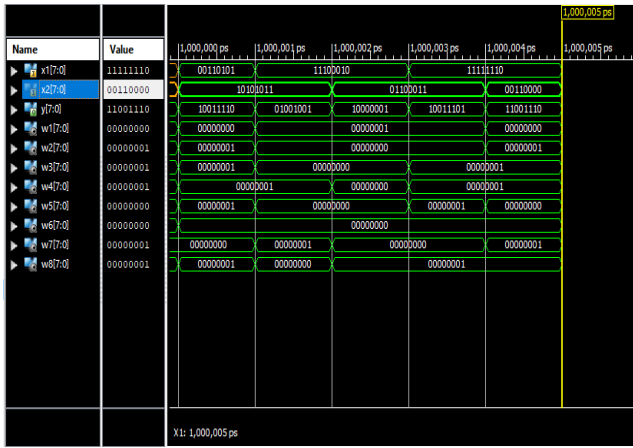 1,000,005 ps
Name Value
1,000,000 ps 1,000,001 ps 1,000,002 ps 1,000,003 ps 1,000,004 ps 1,000,005 ps
x1[7:0] 11111110 00110101 11100010 11111110
x2[7:0] 00110000 10101011 01100011 00110000
y[7:0] 11001110 10011110 01001001 10000001 10011101 11001110
w1[7:0] 00000000 00000000 00000001 00000000
w2[7:0] 00000001 00000001 00000000 00000001
w3[7:0] 00000001 00000001 00000000 00000001
w4[7:0] 00000001 00000001 00000000 00000001
w5[7:0] 00000000 00000001 00000000 00000001 00000000
w6[7:0] 00000000 00000000
w7[7:0] 00000001 00000000 00000001 00000000 00000001
w8[7:0] 00000001 00000001 00000000 00000001
X1: 1,000,005 ps